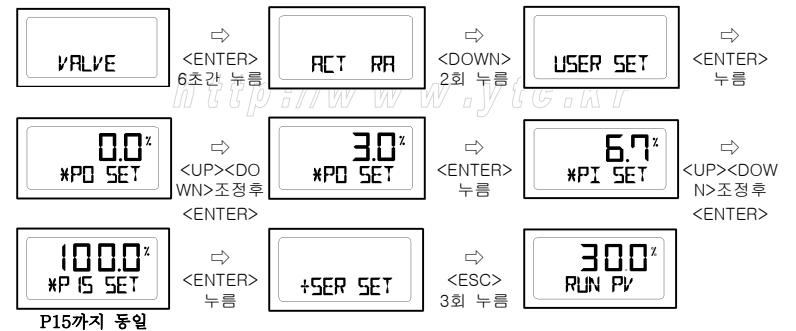 VALVE
⇨
<ENTER>
6초간 누름
ACT RA
⇨
<DOWN>
2회 누름
USER SET
⇨
<ENTER>
누름
http://www.ytc.kr
0.0%
*P0 SET
⇨
<UP><DO
WN>조정후
<ENTER>
3.0%
*P0 SET
⇨
<ENTER>
누름
6.7%
*P1 SET
⇨
<UP><DOW
N>조정후
<ENTER>
100.0%
*P15 SET
⇨
<ENTER>
누름
÷SER SET
⇨
<ESC>
3회 누름
30.0%
RUN PV
P15까지 동일